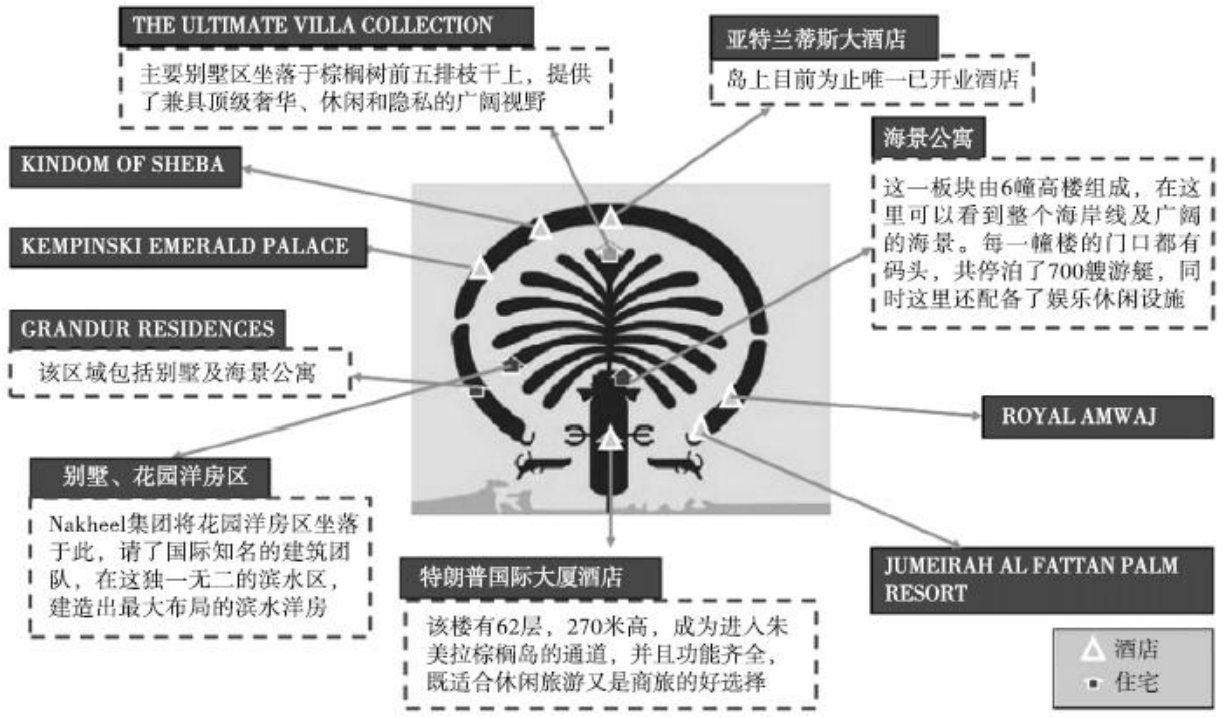 THE ULTIMATE VILLA COLLECTION
主要别墅区坐落于棕榈树前五排枝干上，提供
了兼具顶级奢华、休闲和隐私的广阔视野
亚特兰蒂斯大酒店
岛上目前为止唯一已开业酒店
海景公寓
这一板块由6幢高楼组成，在这
里可以看到整个海岸线及广阔
的海景。每一幢楼的门口都有
码头，共停泊了700艘游艇，同
时这里还配备了娱乐休闲设施
KINDOM OF SHEBA
KEMPINSKI EMERALD PALACE
GRANDUR RESIDENCES
该区域包括别墅及海景公寓
ROYAL AMWAJ
别墅、花园洋房区
Nakheel集团将花园洋房区坐落
于此，请了国际知名的建筑团
队，在这独一无二的滨水区，
建造出最大布局的滨水洋房
特朗普国际大厦酒店
该楼有62层，270米高，成为进入朱
美拉棕榈岛的通道，并且功能齐全，
既适合休闲旅游又是商旅的好选择
JUMEIRAH AL FATTAN PALM
RESORT
酒店
住宅